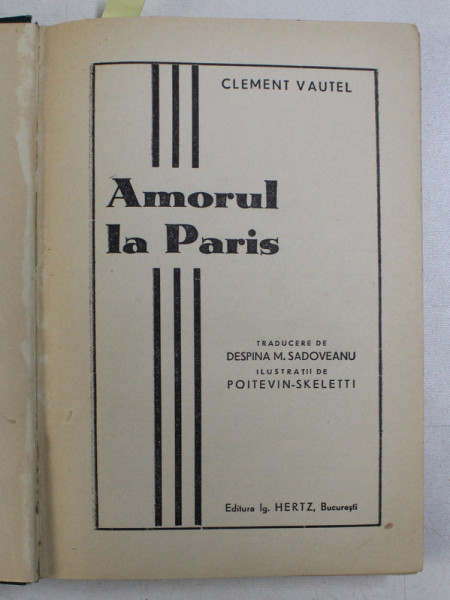 CLEMENT VAUTEL
Amorul
la Paris
TRADUCERE DE
DESPINA M. SADOVEANU
ILUSTRAȚII DE
POITEVIN-SKELETTI
Editura Ig. HERTZ, București